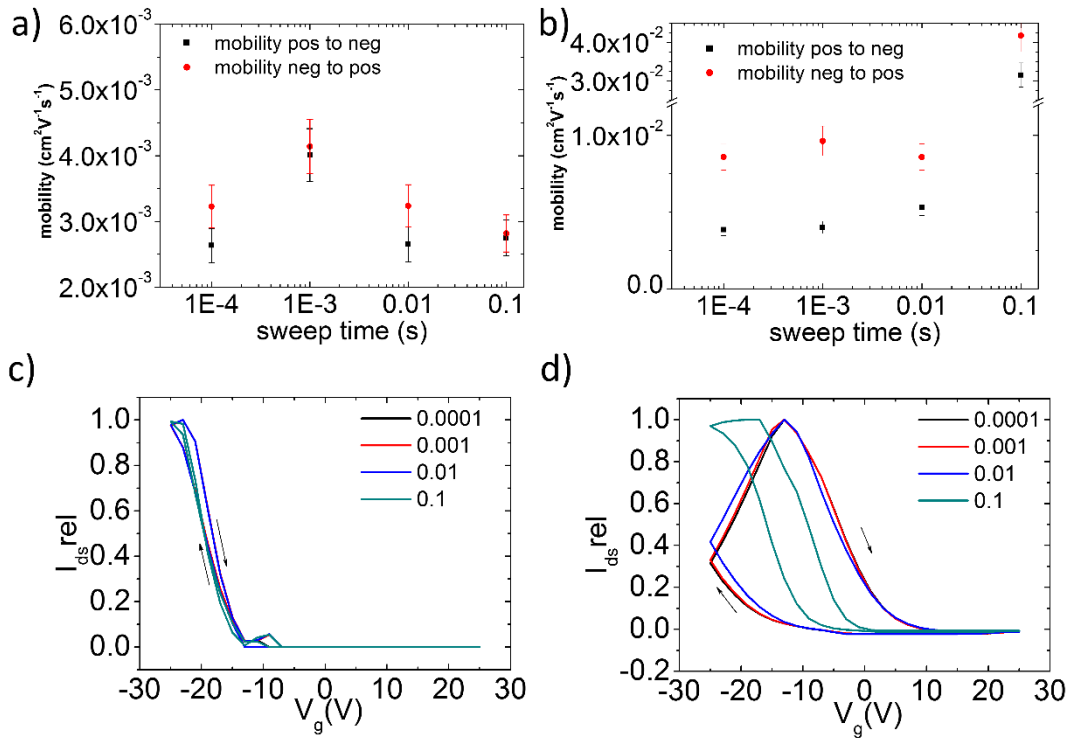 a)
6.0x10-3
5.0x10-3
4.0x10-3
3.0x10-3
2.0x10-3
mobility (cm2V-1s-1)
mobility pos to neg
mobility neg to pos
1E-4 1E-3 0.01 0.1
sweep time (s)
b)
4.0x10-2
3.0x10-2
1.0x10-2
0.0
mobility (cm2V-1s-1)
mobility pos to neg
mobility neg to pos
1E-4 1E-3 0.01 0.1
sweep time (s)
c)
1.0
0.8
0.6
0.4
0.2
0.0
Ids rel
0.0001
0.001
0.01
0.1
-30 -20 -10 0 10 20 30
Vg(V)
d)
1.0
0.8
0.6
0.4
0.2
0.0
-0.2
Ids rel
0.0001
0.001
0.01
0.1
-30 -20 -10 0 10 20 30
Vg(V)